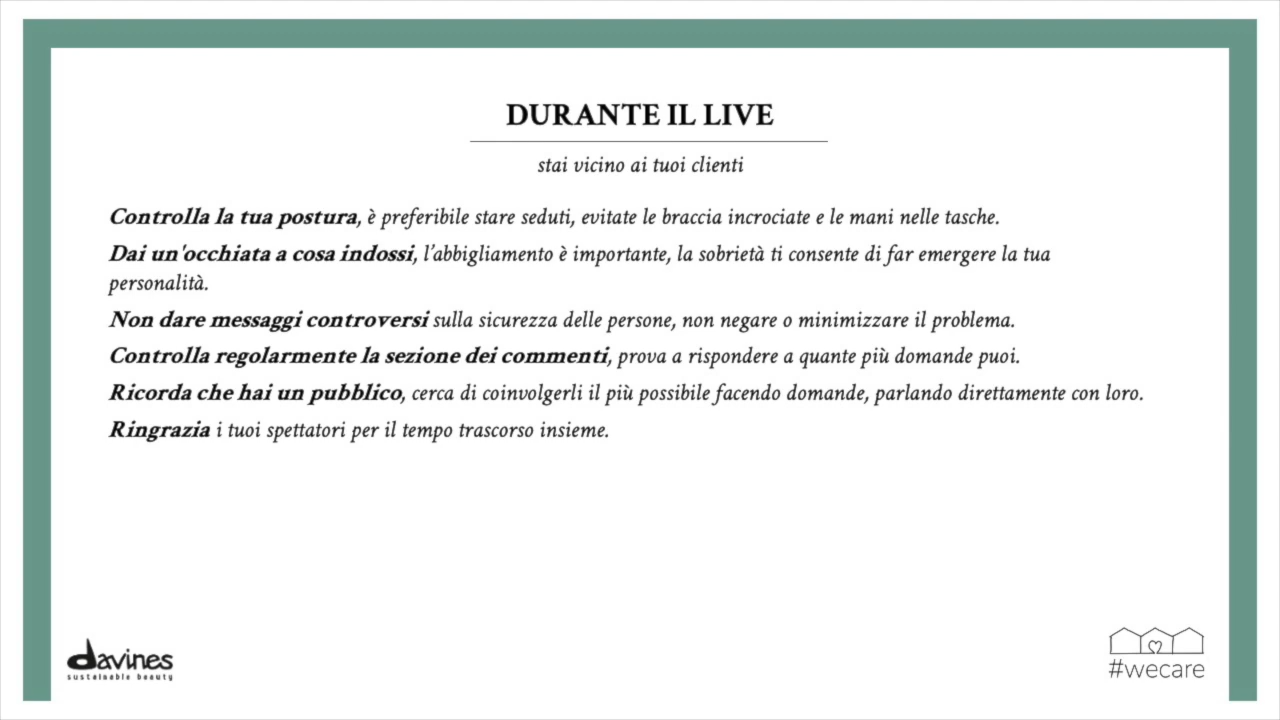 DURANTE IL LIVE
stai vicino ai tuoi clienti
Controlla la tua postura, è preferibile stare seduti, evitate le braccia incrociate e le mani nelle tasche.
Dai un'occhiata a cosa indossi, l’abbigliamento è importante, la sobrietà ti consente di far emergere la tua
personalità.
Non dare messaggi controversi sulla sicurezza delle persone, non negare o minimizzare il problema.
Controlla regolarmente la sezione dei commenti, prova a rispondere a quante più domande puoi.
Ricorda che hai un pubblico, cerca di coinvolgerli il più possibile facendo domande, parlando direttamente con loro.
Ringrazia i tuoi spettatori per il tempo trascorso insieme.
davines
sustainable beauty
#wecare